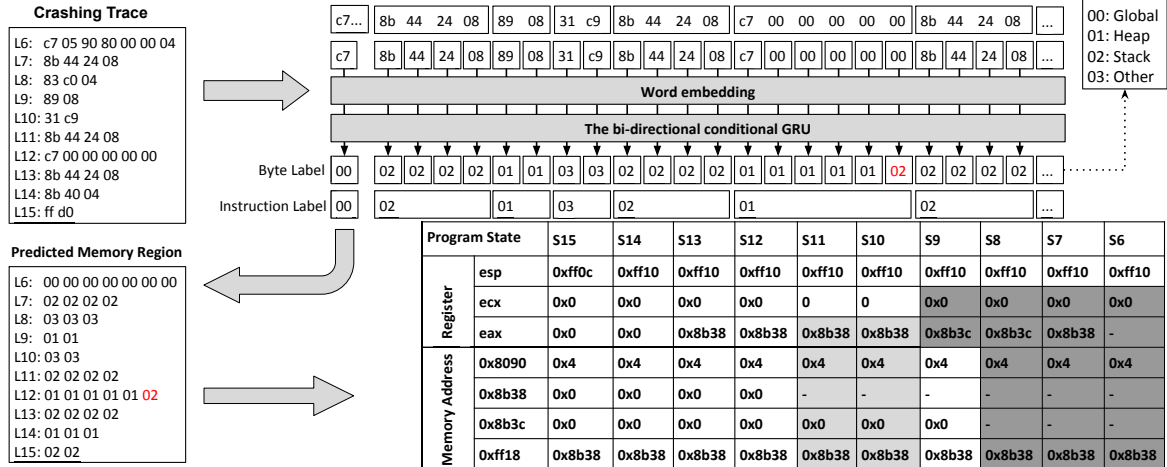 Crashing Trace
L6: c7 05 90 80 00 00 04
L7: 8b 44 24 08
L8: 83 c0 04
L9: 89 08
L10: 31 c9
L11: 8b 44 24 08
L12: c7 00 00 00 00 00
L13: 8b 44 24 08
L14: 8b 40 04
L15: ff d0
c7... 8b 44 24 08 89 08 31 c9 8b 44 24 08 c7 00 00 00 00 00 8b 44 24 08 ...
c7 8b 44 24 08 89 08 31 c9 8b 44 24 08 c7 00 00 00 00 00 8b 44 24 08 ...
Word embedding
The bi-directional conditional GRU
Byte Label 00 02 02 02 02 01 01 03 03 02 02 02 02 01 01 01 01 01 02 02 02 02 02 ...
Instruction Label 00 02 01 03 02 01 02 ...
00: Global
01: Heap
02: Stack
03: Other
Predicted Memory Region
L6: 00 00 00 00 00 00 00
L7: 02 02 02 02
L8: 03 03 03
L9: 01 01
L10: 03 03
L11: 02 02 02 02
L12: 01 01 01 01 01 02
L13: 02 02 02 02
L14: 01 01 01
L15: 02 02
Program State S15 S14 S13 S12 S11 S10 S9 S8 S7 S6
Register
esp 0xff0c 0xff10 0xff10 0xff10 0xff10 0xff10 0xff10 0xff10 0xff10 0xff10
ecx 0x0 0x0 0x0 0x0 0 0 0x0 0x0 0x0 0x0
eax 0x0 0x0 0x8b38 0x8b38 0x8b38 0x8b38 0x8b3c 0x8b3c 0x8b38 -
Memory Address
0x8090 0x4 0x4 0x4 0x4 0x4 0x4 0x4 0x4 0x4 0x4
0x8b38 0x0 0x0 0x0 0x0 - - - - - -
0x8b3c 0x0 0x0 0x0 0x0 0x0 0x0 0x0 - - -
0xff18 0x8b38 0x8b38 0x8b38 0x8b38 0x8b38 0x8b38 0x8b38 0x8b38 0x8b38 0x8b38